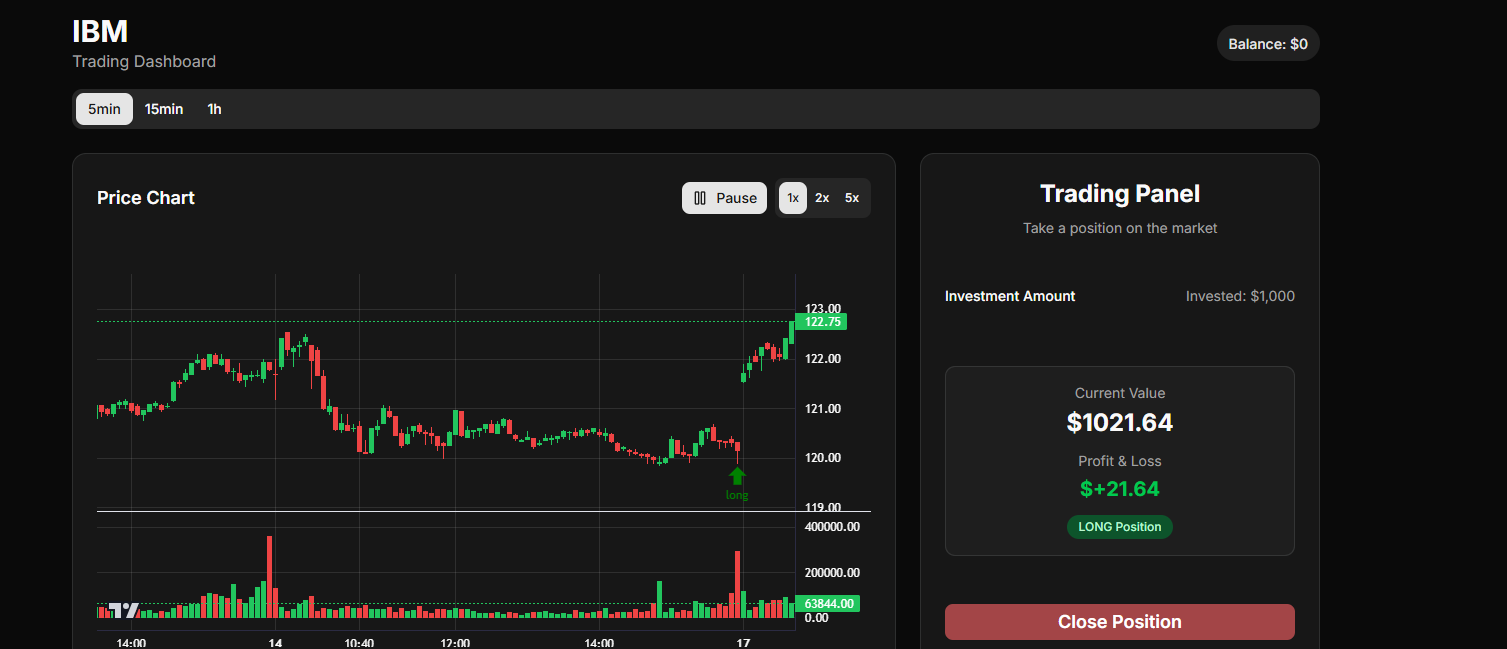 IBM
Trading Dashboard
Balance: $0
5min 15min 1h
Price Chart
Pause 1x 2x 5x
123.00
122.75
122.00
121.00
120.00
119.00
long
400000.00
200000.00
63844.00
0.00
14:00 14 10:40 12:00 14:00 17
Trading Panel
Take a position on the market
Investment Amount Invested: $1,000
Current Value
$1021.64
Profit & Loss
$+21.64
LONG Position
Close Position